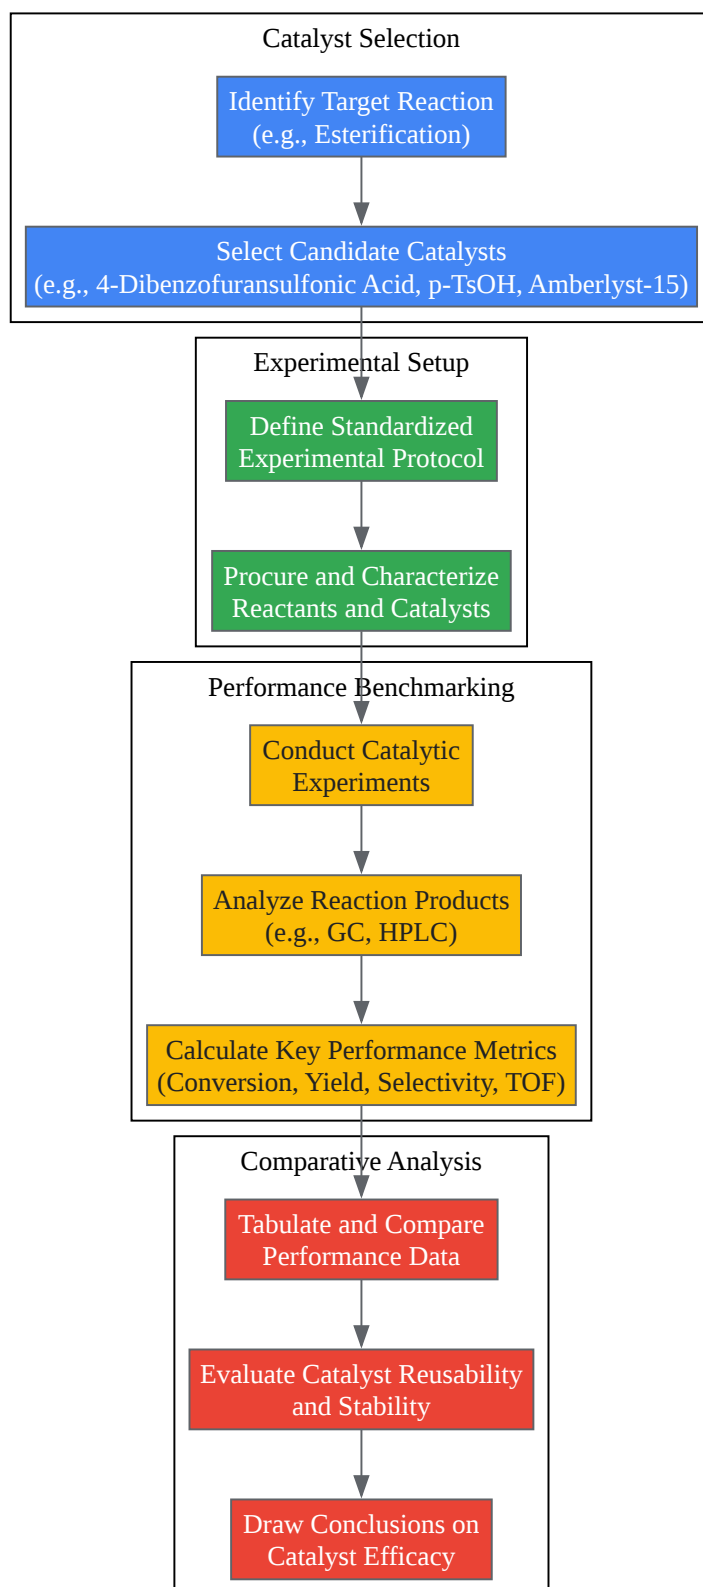 Catalyst Selection
Identify Target Reaction
(e.g., Esterification)
Select Candidate Catalysts
(e.g., 4-Dibenzofuransulfonic Acid, p-TsOH, Amberlyst-15)
Experimental Setup
Define Standardized
Experimental Protocol
Procure and Characterize
Reactants and Catalysts
Performance Benchmarking
Conduct Catalytic
Experiments
Analyze Reaction Products
(e.g., GC, HPLC)
Calculate Key Performance Metrics
(Conversion, Yield, Selectivity, TOF)
Comparative Analysis
Tabulate and Compare
Performance Data
Evaluate Catalyst Reusability
and Stability
Draw Conclusions on
Catalyst Efficacy